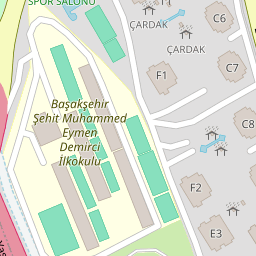 SPOR SALONU
ÇARDAK
C6
ÇARDAK
F1
C7
Başakşehir
Şehit Muhammed
Eymen
Demirci
İlkokulu
C8
F2
E3